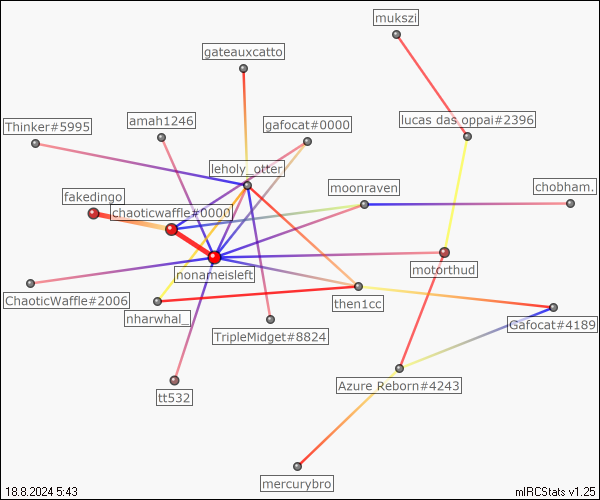 mukszi
gateauxcatto
lucas das oppai#2396
Thinker#5995
amah1246
gafocat#0000
leholy_otter
moonraven
chobham.
fakedingo
chaoticwaffle#0000
nonameisleft
motorthud
ChaoticWaffle#2006
nharwhal_
then1cc
Gafocat#4189
TripleMidget#8824
Azure Reborn#4243
tt532
mercurybro
18.8.2024 5:43
mIRCStats v1.25